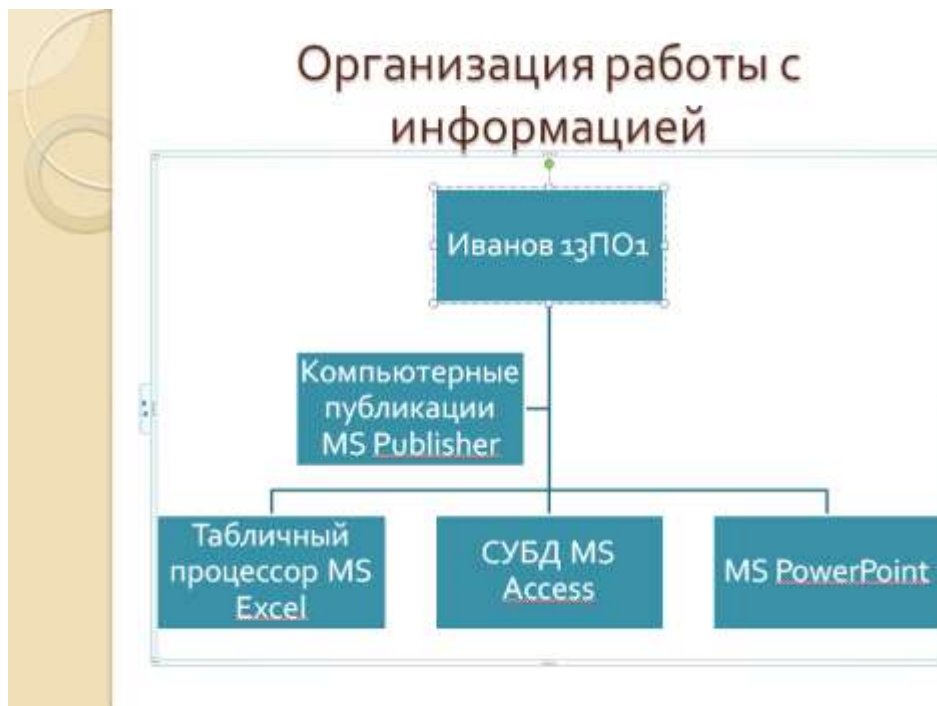 Организация работы с
информацией
Иванов 13ПО1
Компьютерные
публикации
MS Publisher
Табличный
процессор MS
Excel
СУБД MS
Access
MS PowerPoint